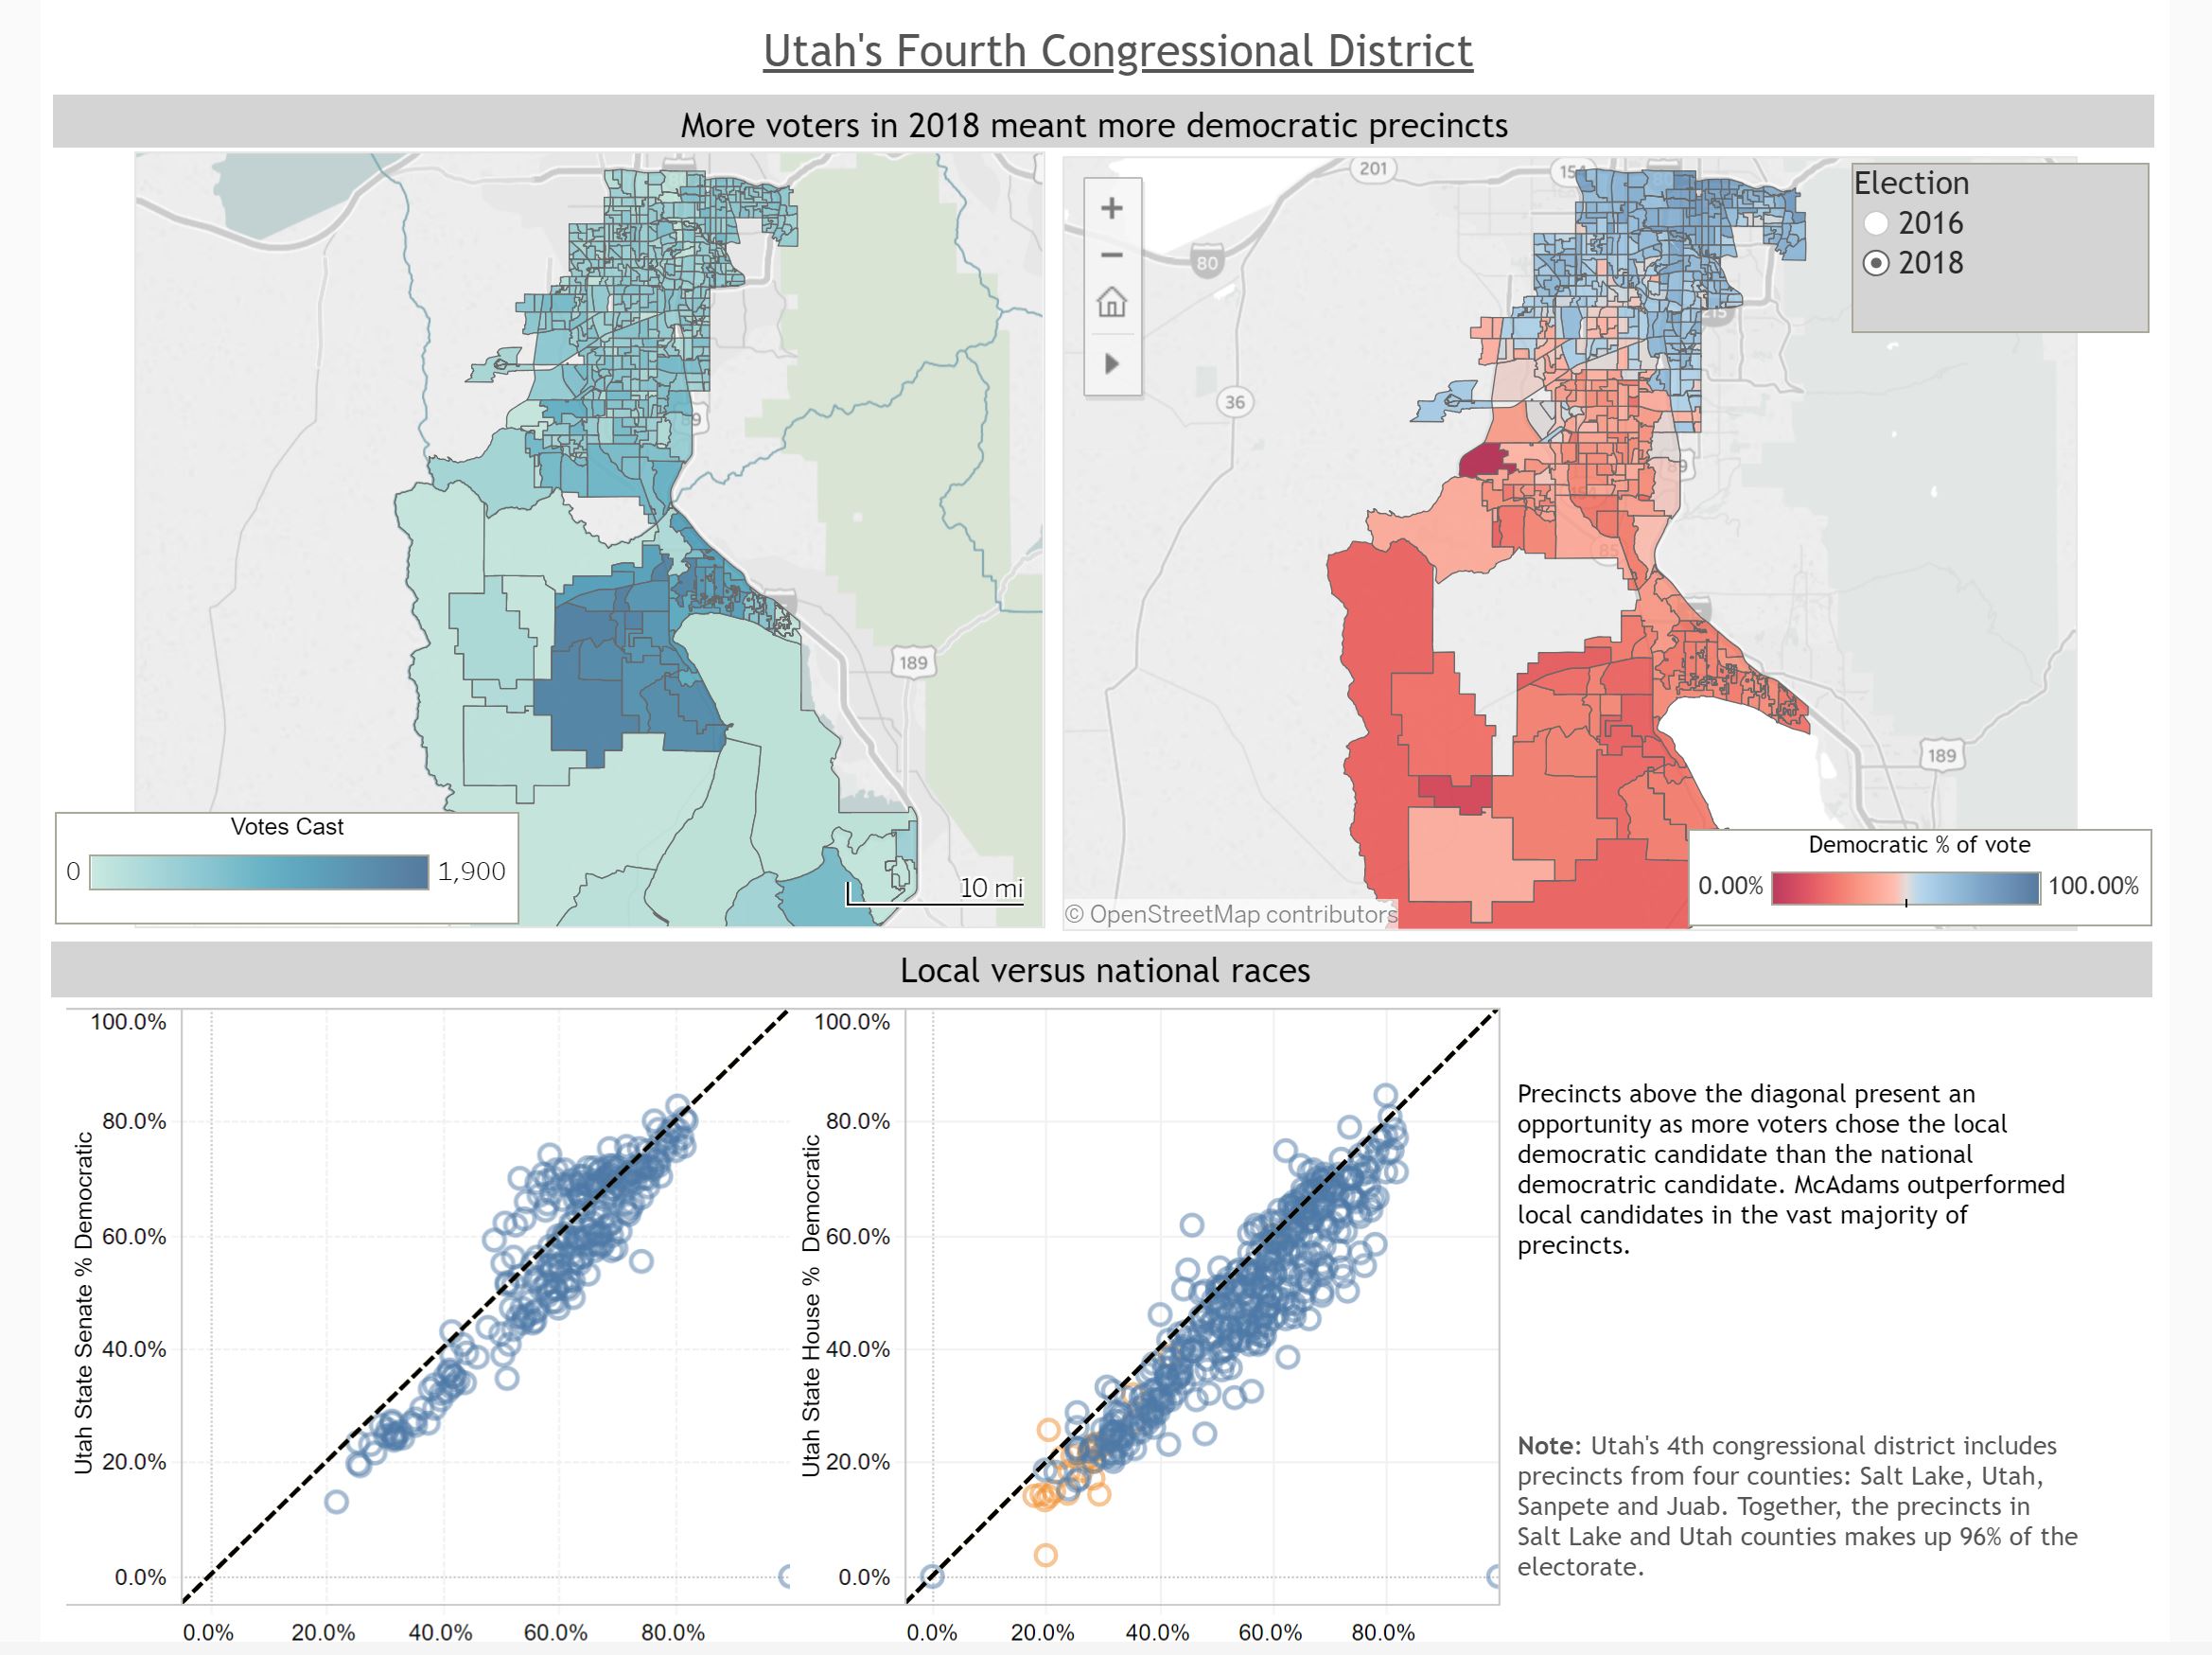 Utah's Fourth Congressional District
More voters in 2018 meant more democratic precincts
201
154
Election
2016
2018
80
215
36
89
89
85
189
189
Votes Cast
0
1,900
10 mi
© OpenStreetMap contributors
Democratic % of vote
0.00%
100.00%
Local versus national races
Utah State Senate % Democratic
100.0%
80.0%
60.0%
40.0%
20.0%
0.0%
0.0%
20.0%
40.0%
60.0%
80.0%
Utah State House % Democratic
100.0%
80.0%
60.0%
40.0%
20.0%
0.0%
0.0%
20.0%
40.0%
60.0%
80.0%
Precincts above the diagonal present an
opportunity as more voters chose the local
democratic candidate than the national
democratric candidate. McAdams outperformed
local candidates in the vast majority of
precincts.
Note: Utah's 4th congressional district includes
precincts from four counties: Salt Lake, Utah,
Sanpete and Juab. Together, the precincts in
Salt Lake and Utah counties makes up 96% of the
electorate.